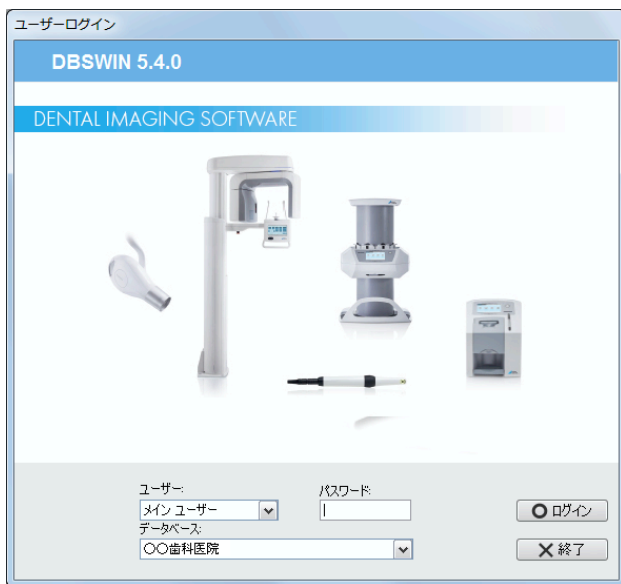 ユーザーログイン
DBSWIN 5.4.0
DENTAL IMAGING SOFTWARE
ユーザー:
パスワード:
メイン ユーザー
ログイン
データベース:
〇〇歯科医院
終了